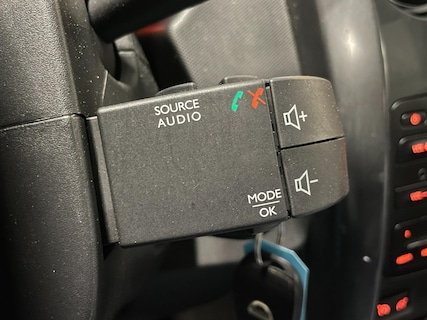 SOURCE
AUDIO
+
-
MODE
OK